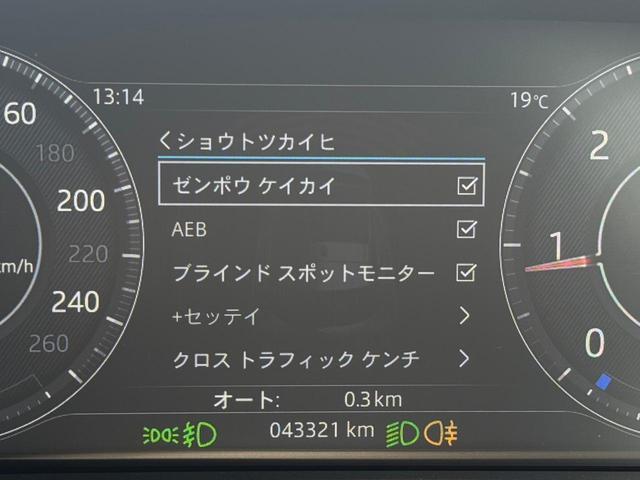 13:14
19℃
くショウトツカイヒ
ゼンポウ ケイカイ
AEB
ブラインド スポットモニター
+セッテイ
クロス トラフィック ケンチ
オート: 0.3 km
043321 km
60
180
200
220
240
260
m/h
2
1
0